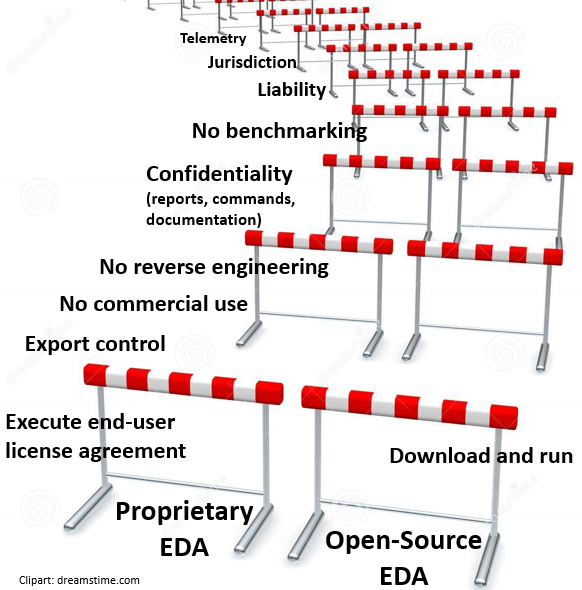 Telemetry
Jurisdiction
Liability
No benchmarking
Confidentiality
(reports, commands,
documentation)
No reverse engineering
No commercial use
Export control
Execute end-user
license agreement
Download and run
Proprietary
EDA
Open-Source
EDA
Clipart: dreamstime.com